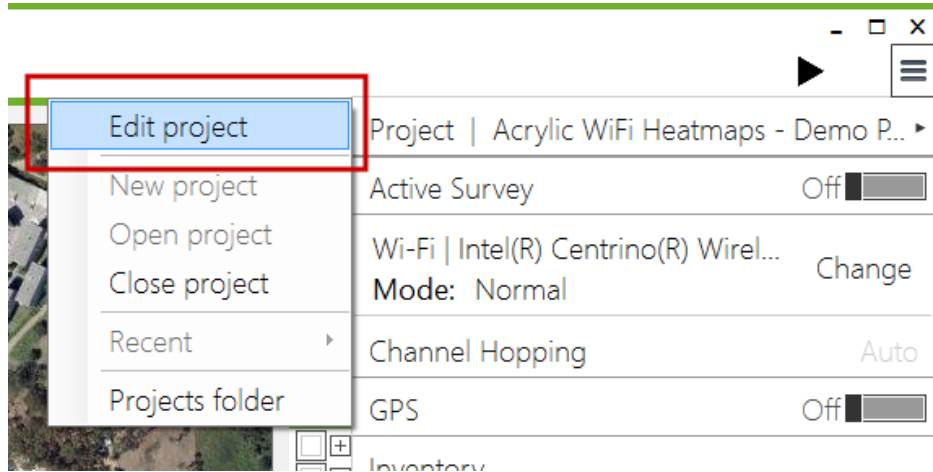 Edit project
New project
Open project
Close project
Recent
Projects folder
Project | Acrylic WiFi Heatmaps - Demo P...
Active Survey Off
Wi-Fi | Intel(R) Centrino(R) Wirel...
Mode: Normal
Change
Channel Hopping Auto
GPS Off
Inventory